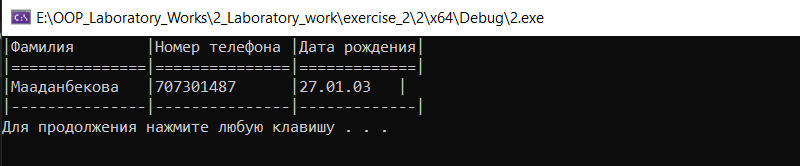 E:\OOP_Laboratory_Works\2_Laboratory_work\exercise_2\2\x64\Debug\2.exe
|Фамилия        |Номер телефона |Дата рождения|
|===============|===============|=============|
|Мааданбекова   |707301487      |27.01.03   |
|---------------|---------------|-------------|
Для продолжения нажмите любую клавишу . . .